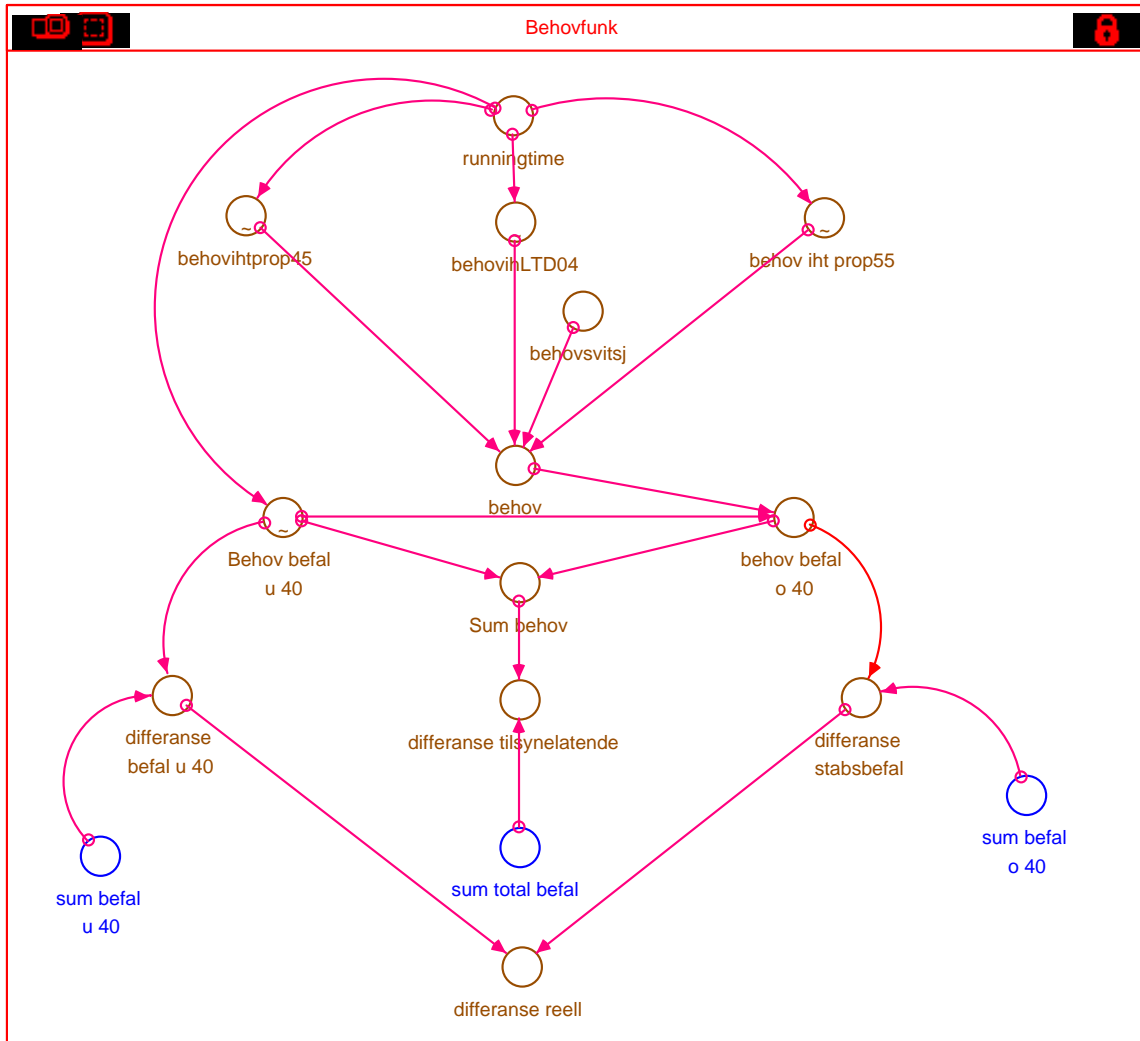 Behovfunk
runningtime
behovihtprop45
behovihLTD04
behov iht prop55
behovsvitsj
behov
Behov befal
u 40
behov befal
o 40
Sum behov
differanse
befal u 40
differanse tilsynelatende
differanse
stabsbefal
sum befal
u 40
sum total befal
sum befal
o 40
differanse reell